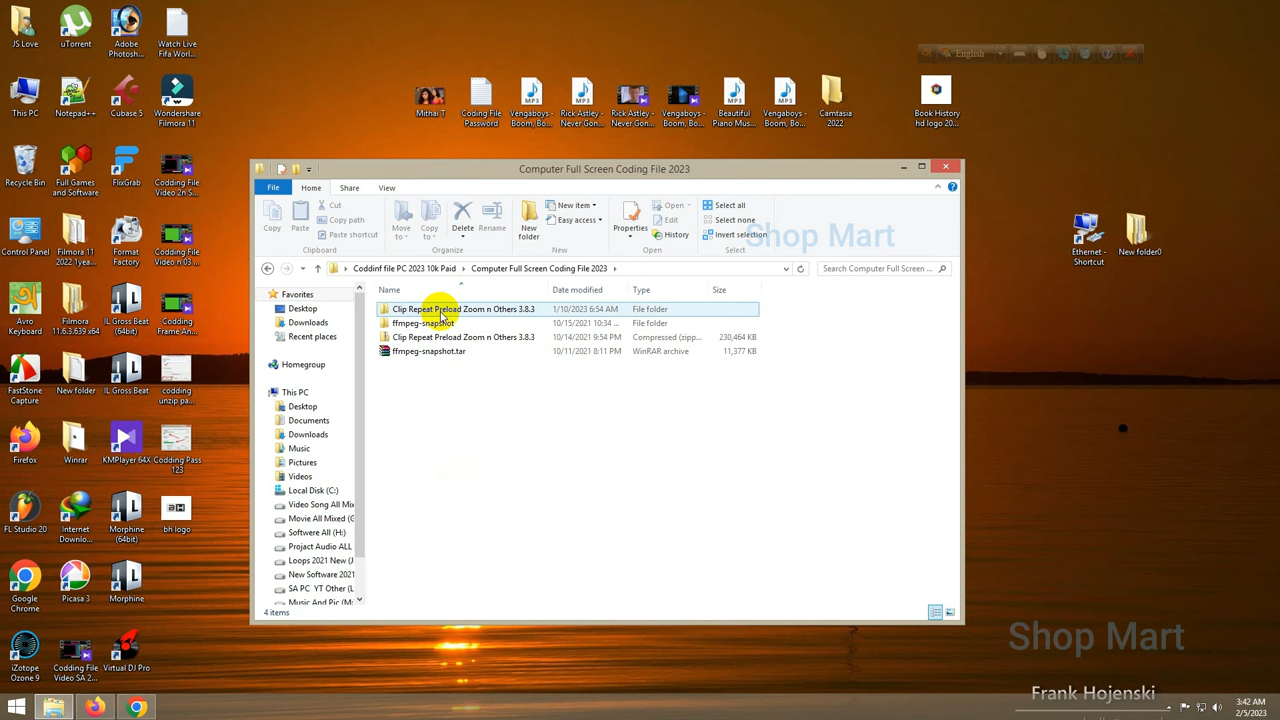 JS Love
uTorrent
Adobe Photosh...
Watch Live Fifa Worl...
This PC
Notepad++
Cubase 5
Wondershare Filmora 11
Recycle Bin
Full Games and Software
FlixGrab
Codding File Video 2n S...
Control Panel
Filmora 11 2022 1yea...
Format Factory
Codding File Video n 03 ...
Avro Keyboard
Filmora 11.6.3.639 x64
IL Gross Beat
Codding Frame An...
FastStone Capture
New folder
IL Gross Beat
codding unzip pa...
Firefox
Winrar
KMPlayer 64X
Codding Pass 123
FL Studio 20
Internet Downlo...
Morphine (64bit)
bh logo
Google Chrome
Picasa 3
Morphine
iZotope Ozone 9
Codding File Video SA 2...
Virtual DJ Pro
Mithai T
Coding File Password
Vengaboys - Boom, Bo...
Rick Astley - Never Gon...
Rick Astley - Never Gon...
Vengaboys - Boom, Bo...
Beautiful Piano Mus...
Vengaboys - Boom, Bo...
Camtasia 2022
Book History hd logo 20...
English
Ethernet - Shortcut
New folder0
Computer Full Screen Coding File 2023
File
Home
Share
View
Copy
Paste
Cut
Copy path
Paste shortcut
Clipboard
Move to
Copy to
Delete
Rename
Organize
New folder
New item
Easy access
New
Properties
Open
Edit
History
Open
Select all
Select none
Invert selection
Select
Shop Mart
Coddinf file PC 2023 10k Paid
Computer Full Screen Coding File 2023
Search Computer Full Screen ...
Favorites
Desktop
Downloads
Recent places
Homegroup
This PC
Desktop
Documents
Downloads
Music
Pictures
Videos
Local Disk (C:)
Video Song All Mix
Movie All Mixed (G
Softwere All (H:)
Projact Audio ALL
Loops 2021 New (J
New Software 2021
SA PC YT Other (L
Music And Pic (M:
Name Date modified Type Size
Clip Repeat Preload Zoom n Others 3.8.3 1/10/2023 6:54 AM File folder
ffmpeg-snapshot 10/15/2021 10:34 ... File folder
Clip Repeat Preload Zoom n Others 3.8.3 10/14/2021 9:54 PM Compressed (zipp... 230,464 KB
ffmpeg-snapshot.tar 10/11/2021 8:11 PM WinRAR archive 11,377 KB
4 items
Shop Mart
Frank Hojenski
3:42 AM
2/5/2023